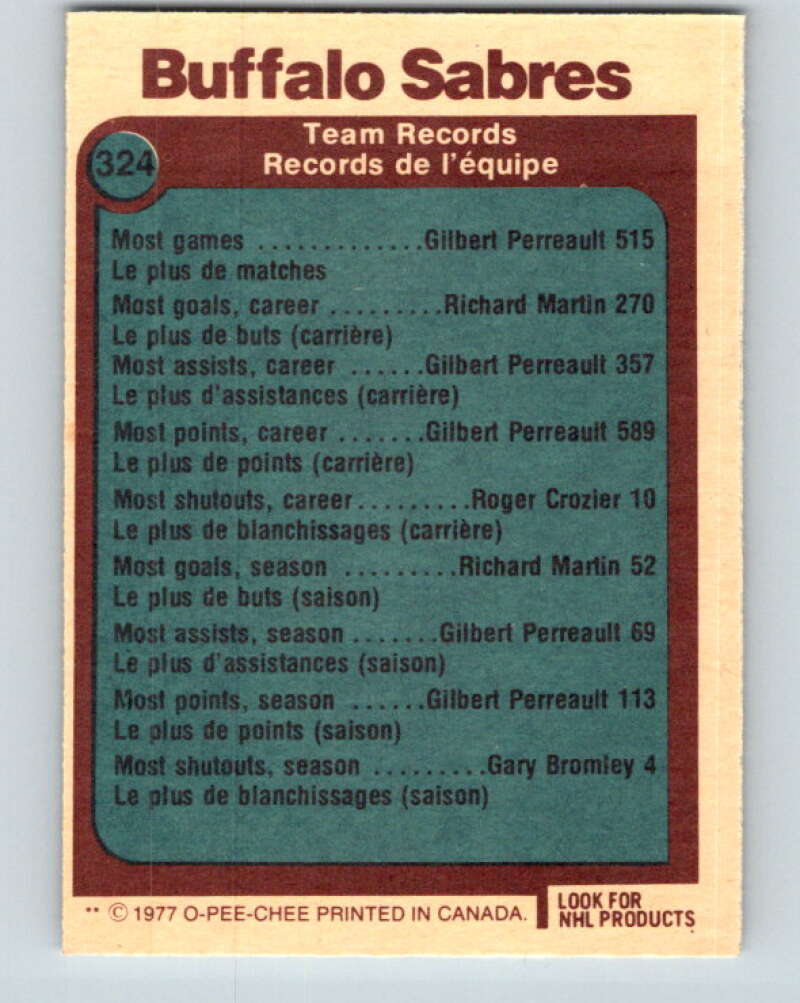 Buffalo Sabres
324
Team Records
Records de l'équipe
Most games .............Gilbert Perreault 515
Le plus de matches
Most goals, career .........Richard Martin 270
Le plus de buts (carrière)
Most assists, career ......Gilbert Perreault 357
Le plus d'assistances (carrière)
Most points, career .......Gilbert Perreault 589
Le plus de points (carrière)
Most shutouts, career.........Roger Crozier 10
Le plus de blanchissages (carrière)
Most goals, season .........Richard Martin 52
Le plus de buts (saison)
Most assists, season .......Gilbert Perreault 69
Le plus d'assistances (saison)
Most points, season ......Gilbert Perreault 113
Le plus de points (saison)
Most shutouts, season .........Gary Bromley 4
Le plus de blanchissages (saison)
** © 1977 O-PEE-CHEE PRINTED IN CANADA.
LOOK FOR
NHL PRODUCTS